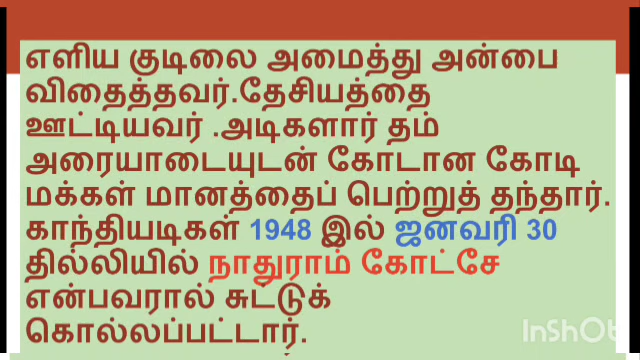 எளிய குடிலை அமைத்து அன்பை
விதைத்தவர்.தேசியத்தை
ஊட்டியவர் .அடிகளார் தம்
அரையாடையுடன் கோடான கோடி
மக்கள் மானத்தைப் பெற்றுத் தந்தார்.
காந்தியடிகள் 1948 இல் ஜனவரி 30
தில்லியில் நாதுராம் கோட்சே
என்பவரால் சுட்டுக்
கொல்லப்பட்டார்.
InShOt